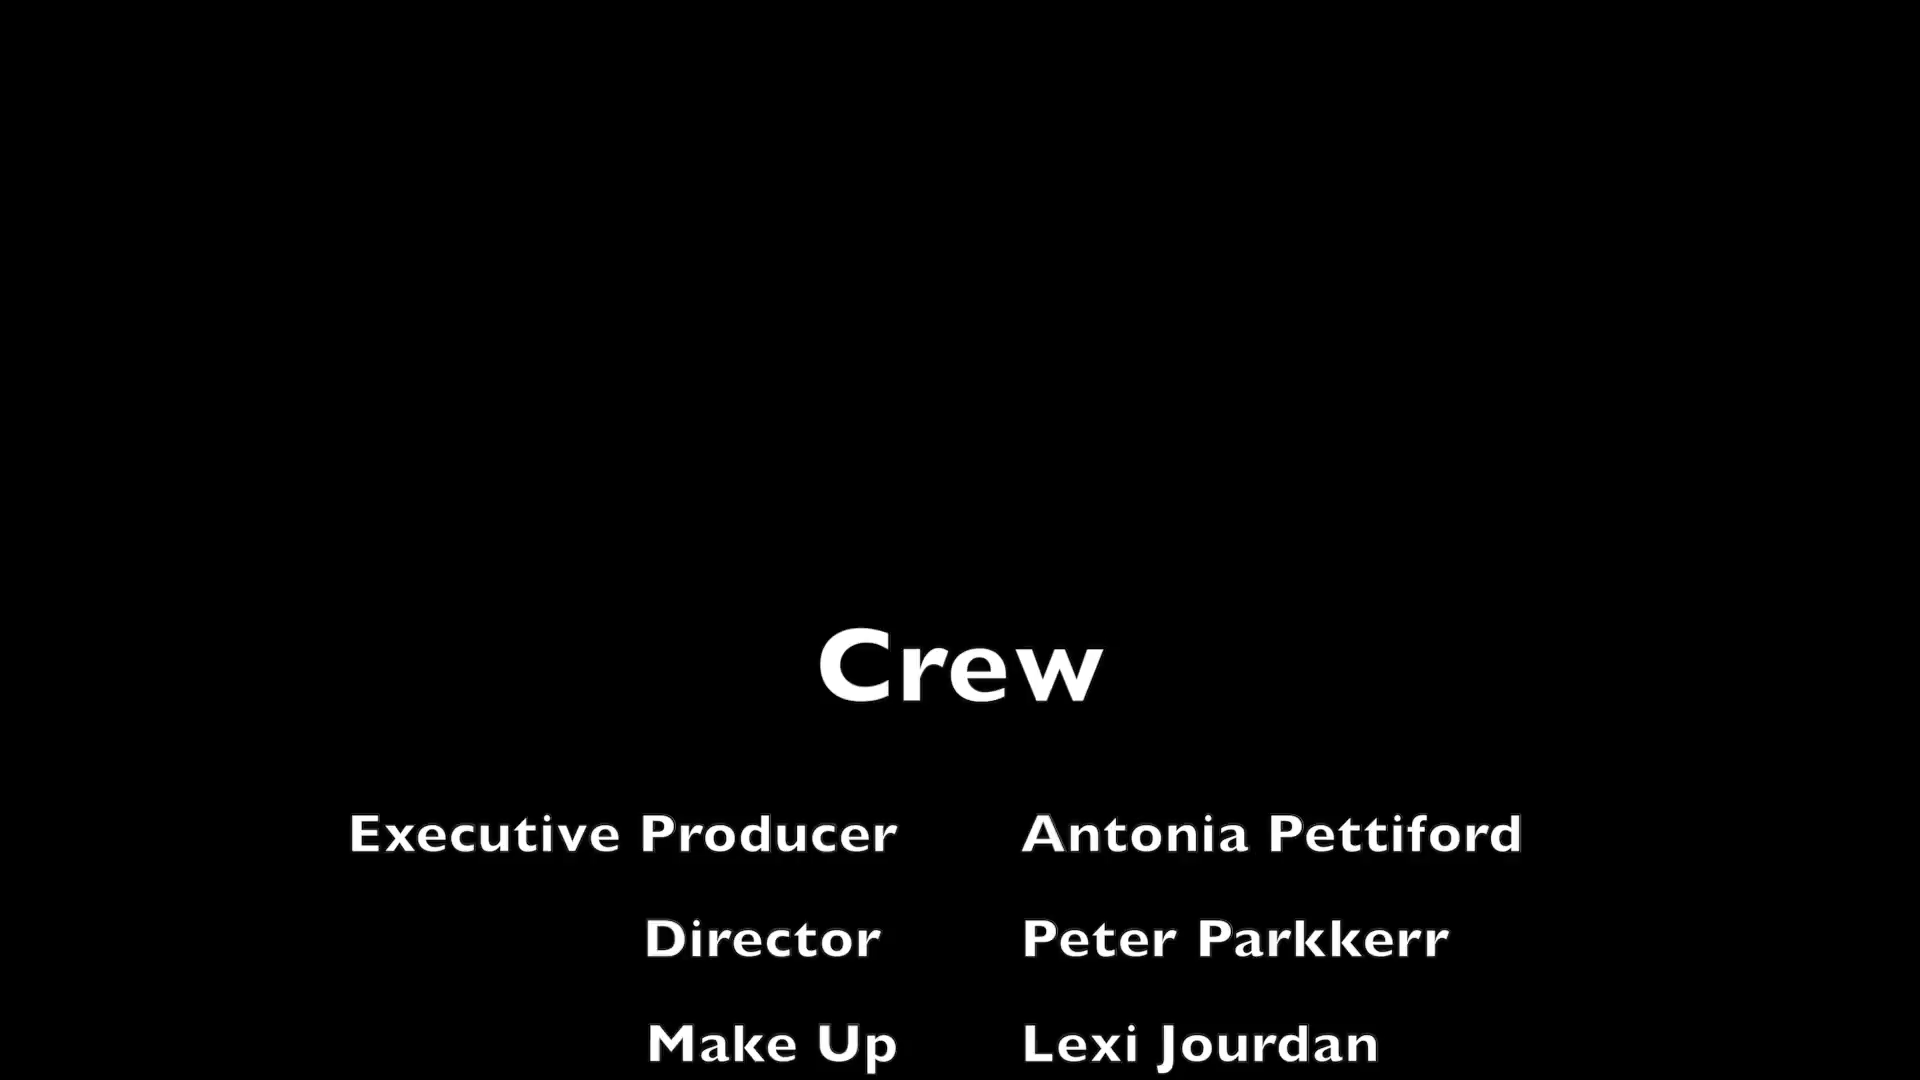 Crew
Executive Producer Antonia Pettiford
Director Peter Parkkerr
Make Up Lexi Jourdan